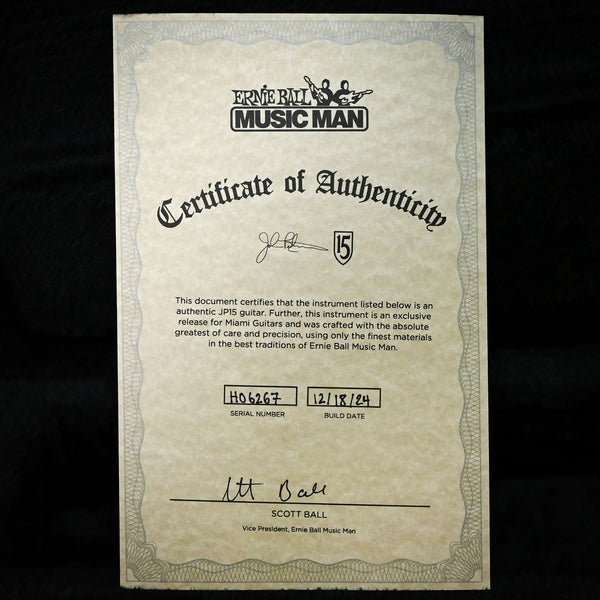 ERNIE BALL
MUSIC MAN
Certificate of Authenticity
15
This document certifies that the instrument listed below is an
authentic JP15 guitar. Further, this instrument is an exclusive
release for Miami Guitars and was crafted with the absolute
greatest of care and precision, using only the finest materials
in the best traditions of Ernie Ball Music Man.
H06267 12/18/24
SERIAL NUMBER BUILD DATE
SCOTT BALL
Vice President, Ernie Ball Music Man